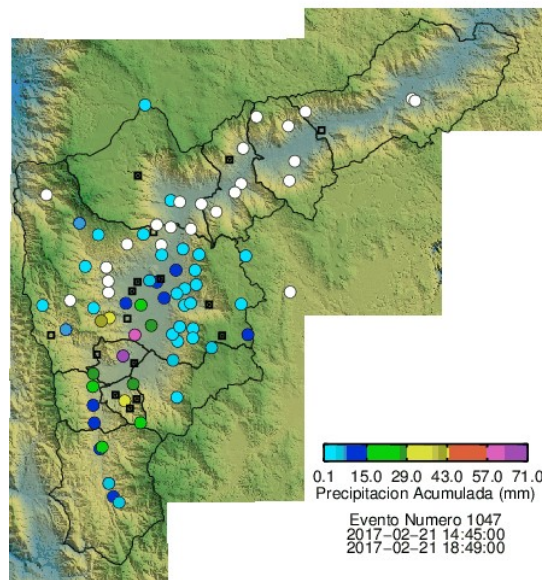 0.1 15.0 29.0 43.0 57.0 71.0
Precipitacion Acumulada (mm)
Evento Numero 1047
2017-02-21 14:45:00
2017-02-21 18:49:00